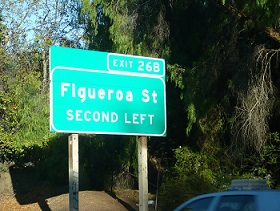 EXIT 26B
Figueroa St
SECOND LEFT